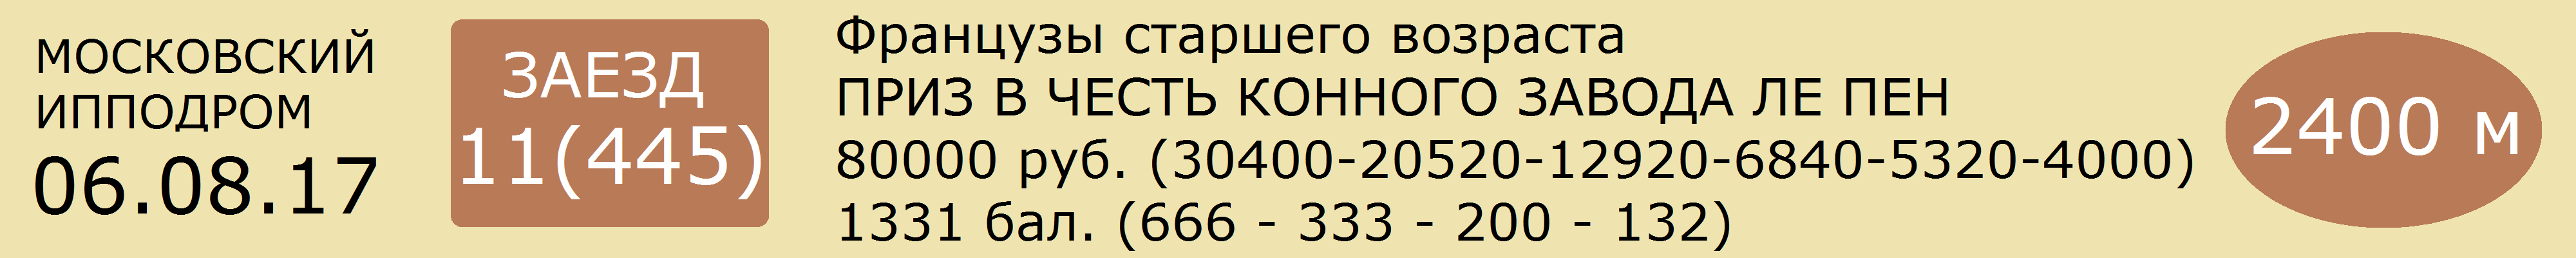 МОСКОВСКИЙ
ИППОДРОМ
06.08.17
ЗАЕЗД
11(445)
Французы старшего возраста
ПРИЗ В ЧЕСТЬ КОННОГО ЗАВОДА ЛЕ ПЕН
80000 руб. (30400-20520-12920-6840-5320-4000)
1331 бал. (666 - 333 - 200 - 132)
2400 м